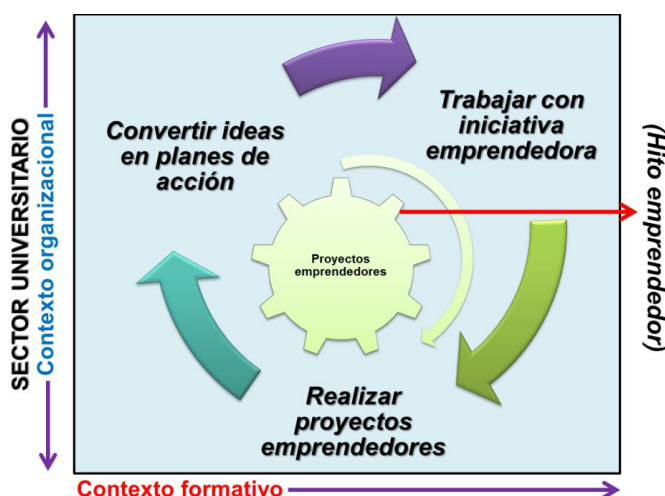 SECTOR UNIVERSITARIO
Contexto organizacional
Convertir ideas
en planes de
acción
Trabajar con
iniciativa
emprendedora
(Hito emprendedor)
Proyectos
emprendedores
Realizar
proyectos
emprendedores
Contexto formativo